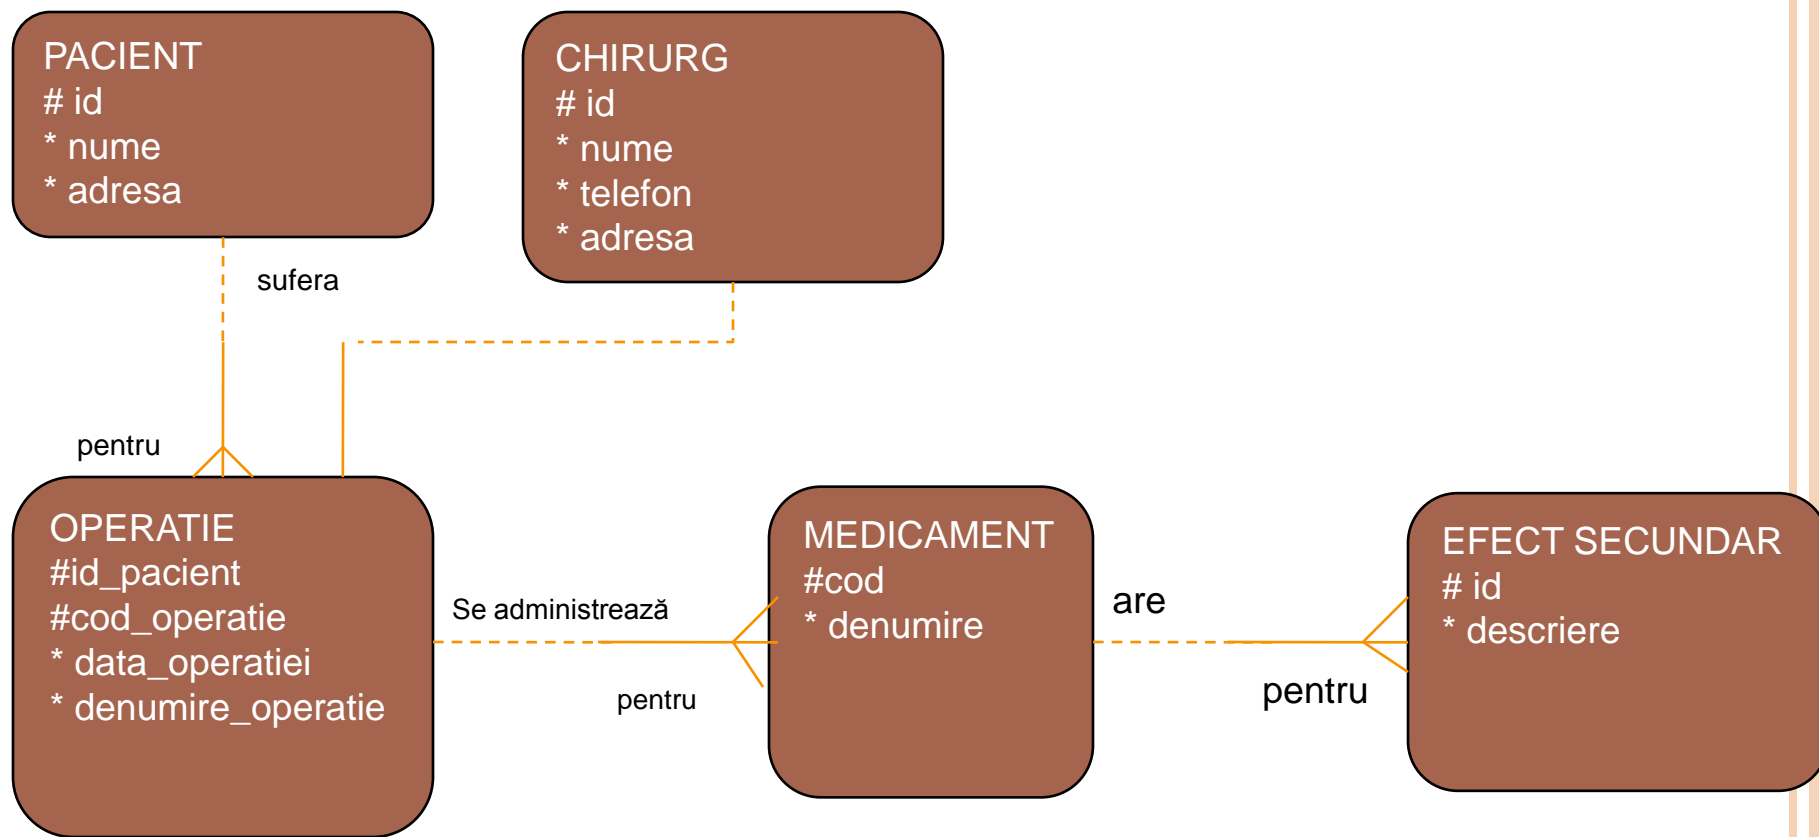 PACIENT
# id
* nume
* adresa
CHIRURG
# id
* nume
* telefon
* adresa
sufera
pentru
OPERATIE
#id_pacient
#cod_operatie
* data_operatiei
* denumire_operatie
Se administrează
pentru
MEDICAMENT
#cod
* denumire
are
pentru
EFECT SECUNDAR
# id
* descriere